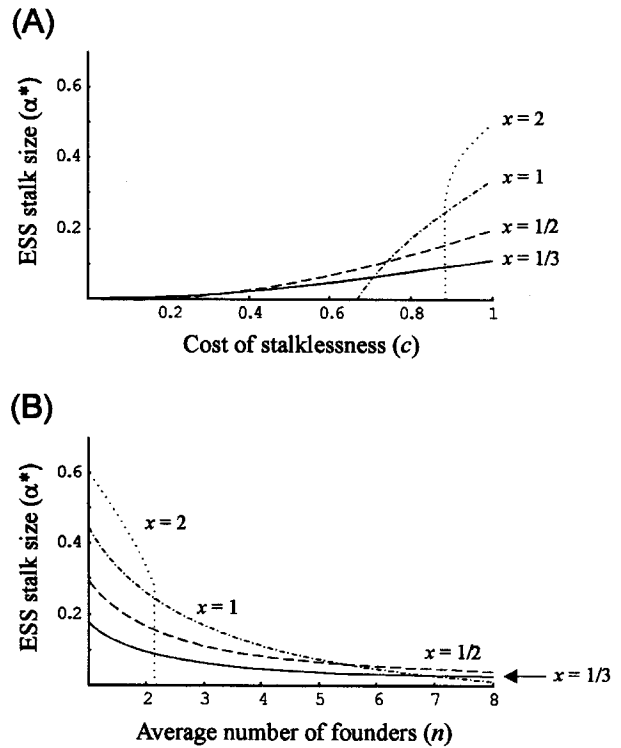 (A)
ESS stalk size (α*)
0.6
0.4
0.2
x = 2
x = 1
x = 1/2
x = 1/3
0.2 0.4 0.6 0.8 1
Cost of stalklessness (c)
(B)
ESS stalk size (α*)
0.6
0.4
0.2
x = 2
x = 1
x = 1/2
x = 1/3
2 3 4 5 6 7 8
Average number of founders (n)